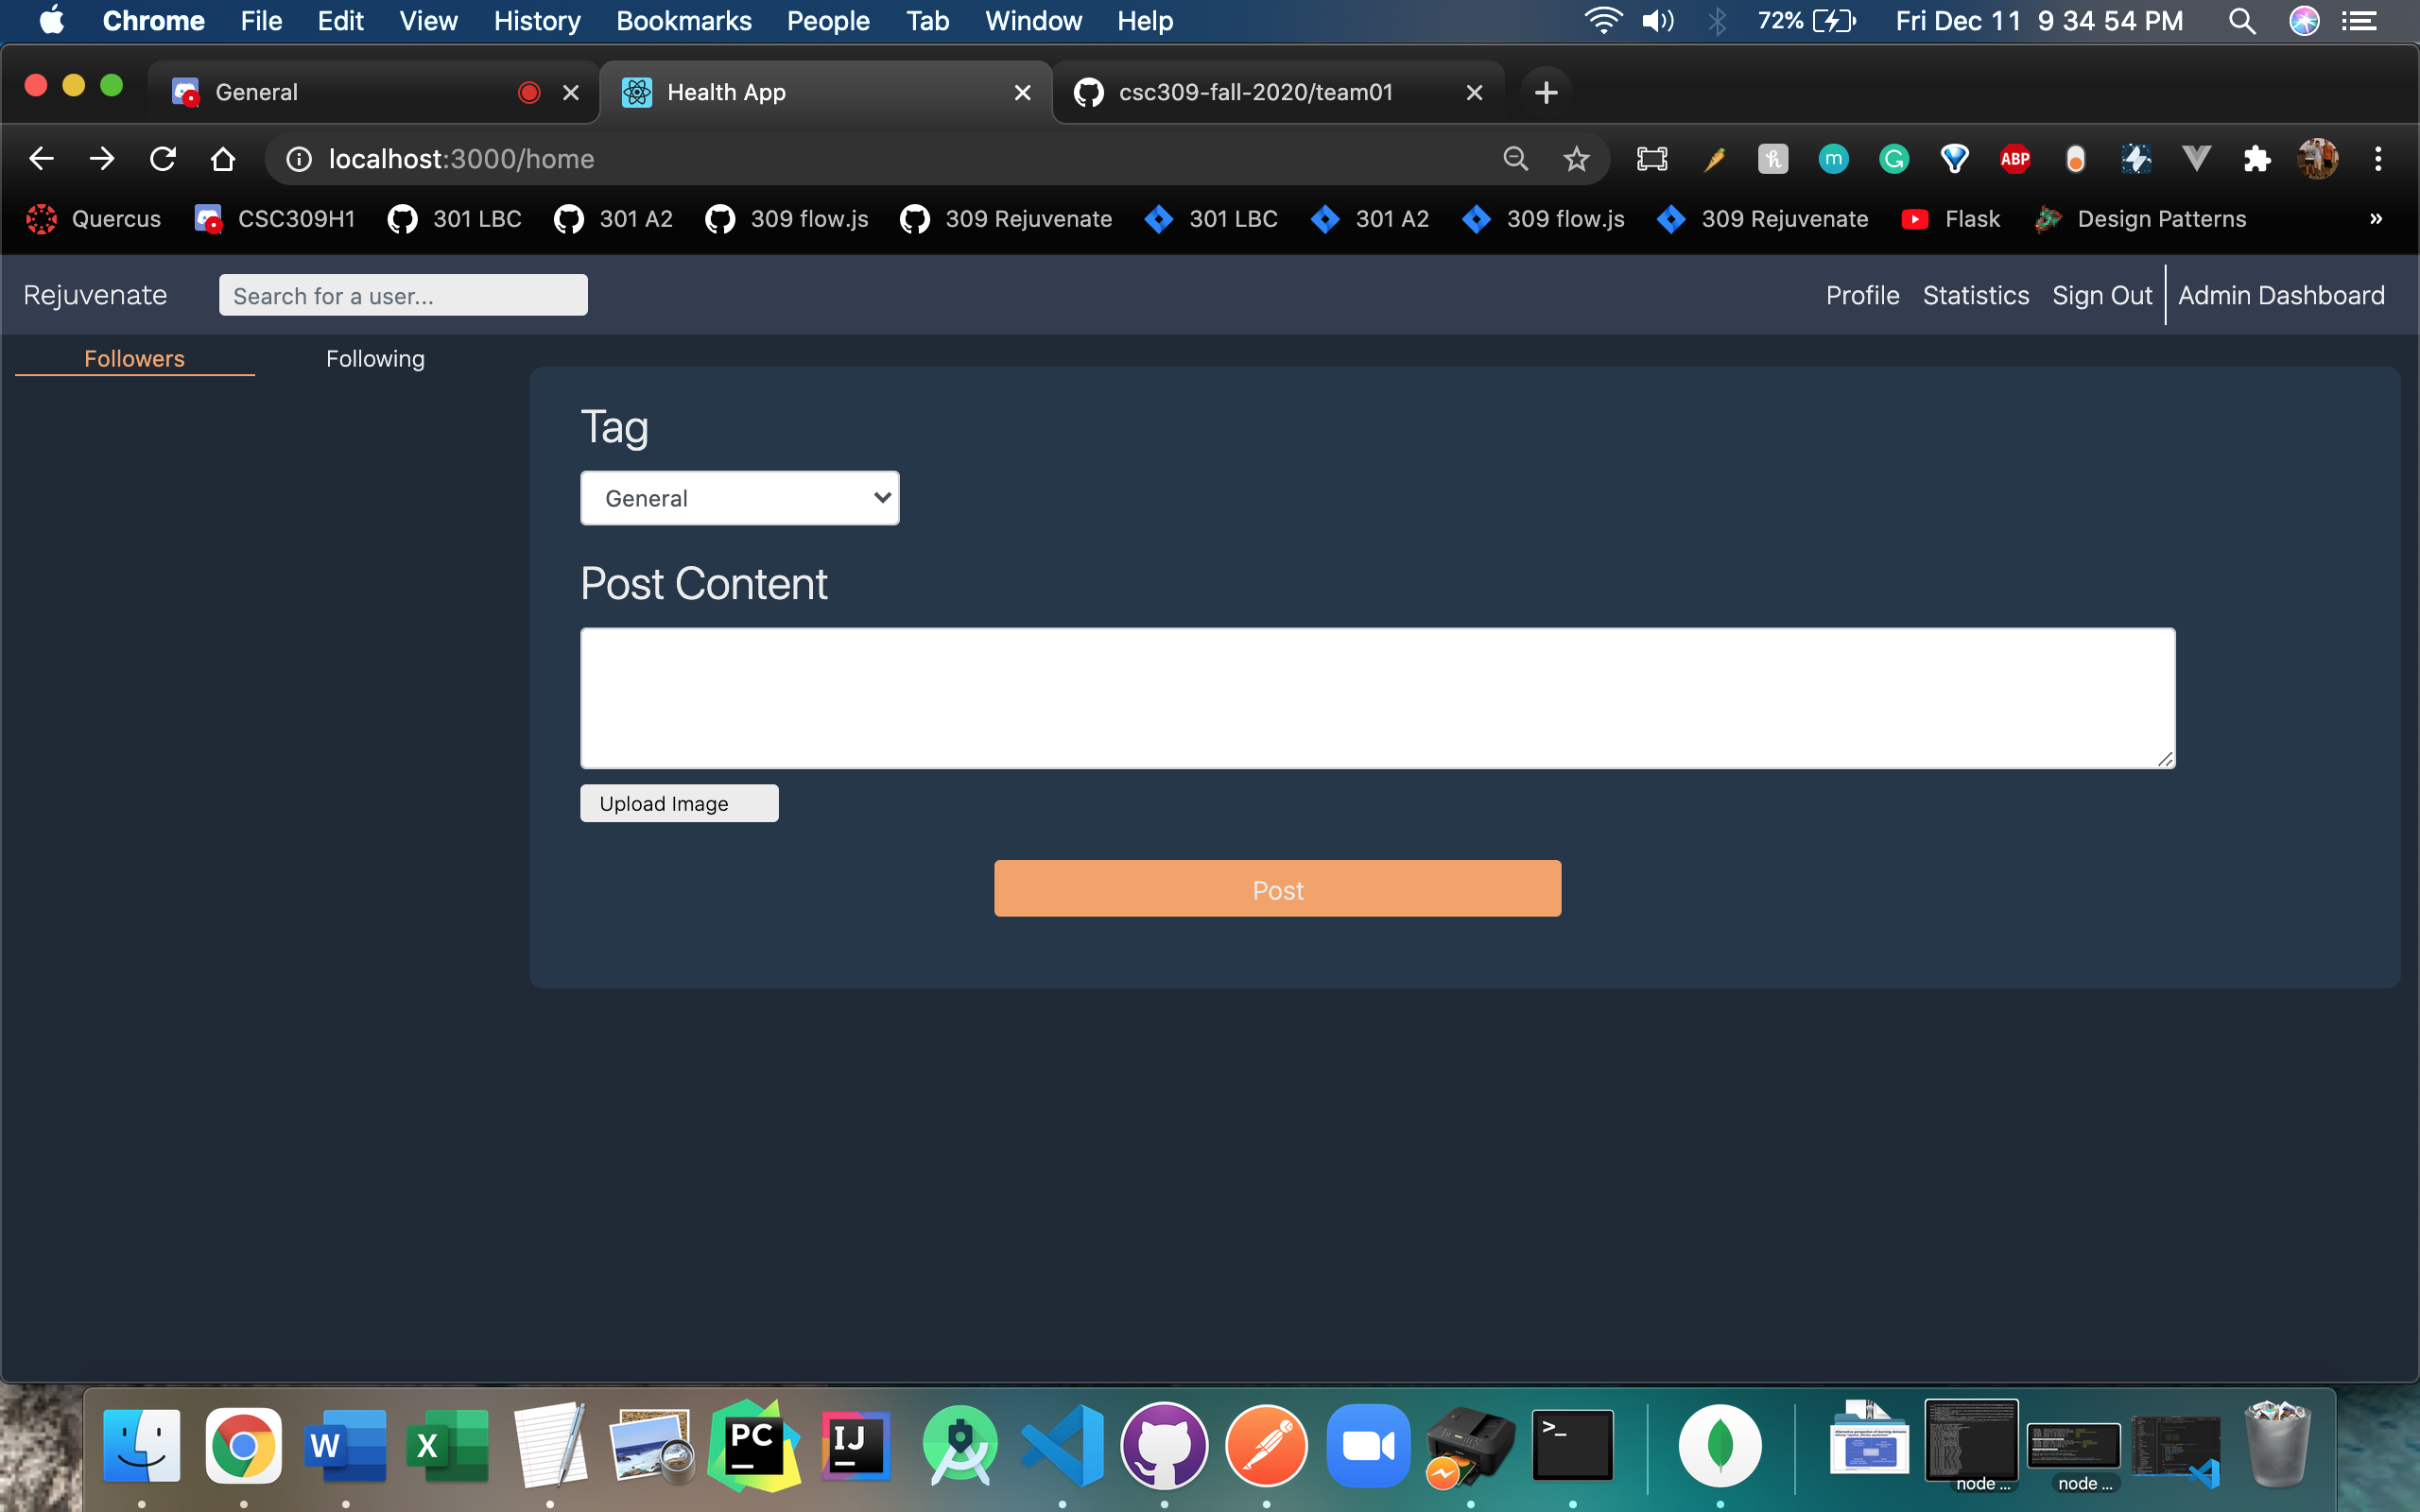 Chrome File Edit View History Bookmarks People Tab Window Help 72% Fri Dec 11 9 34 54 PM
General Health App csc309-fall-2020/team01
localhost:3000/home ABP
Quercus CSC309H1 301 LBC 301 A2 309 flow.js 309 Rejuvenate 301 LBC 301 A2 309 flow.js 309 Rejuvenate Flask Design Patterns »
Rejuvenate Search for a user... Profile Statistics Sign Out Admin Dashboard
Followers Following
Tag
General
Post Content
Upload Image
Post
W X PC IJ >_
node ... node ...